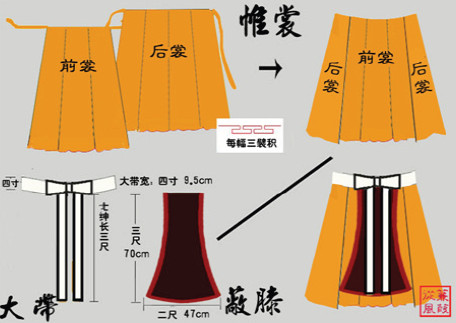 帷裳
前裳
后裳
后裳
前裳
后裳
每幅三襞积
四寸
大带宽:四寸 9.5cm
七绅长三尺
三尺
70cm
二尺 47cm
大帶
蔽膝